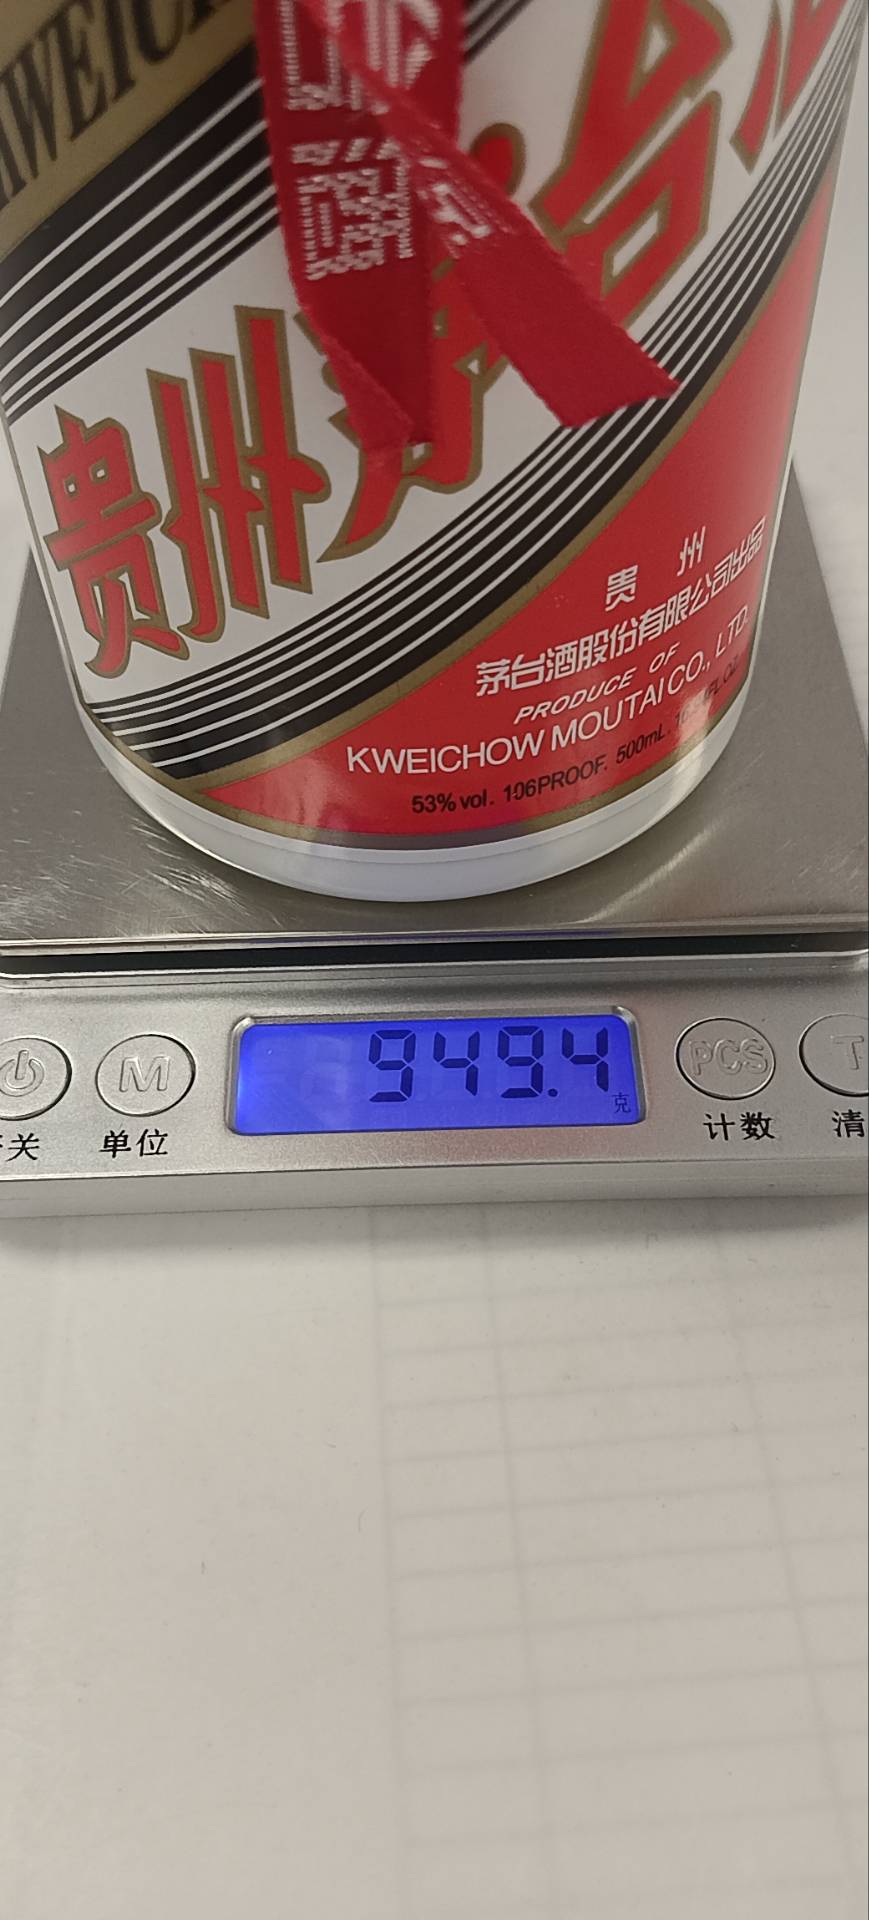 KWEICH
贵州茅台酒
贵 州
茅台酒股份有限公司出品
PRODUCE OF
KWEICHOW MOUTAI CO., LTD.
53% vol. 106PROOF. 500mL.
949.4
克
M
PCS
T
关
单位
计数
清